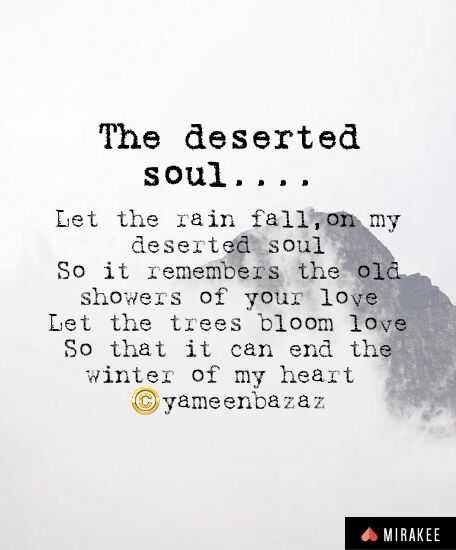 The deserted
soul....
Let the rain fall,on my
deserted soul
So it remembers the old
showers of your love
Let the trees bloom love
So that it can end the
winter of my heart
©yameenbazaz
MIRAKEE